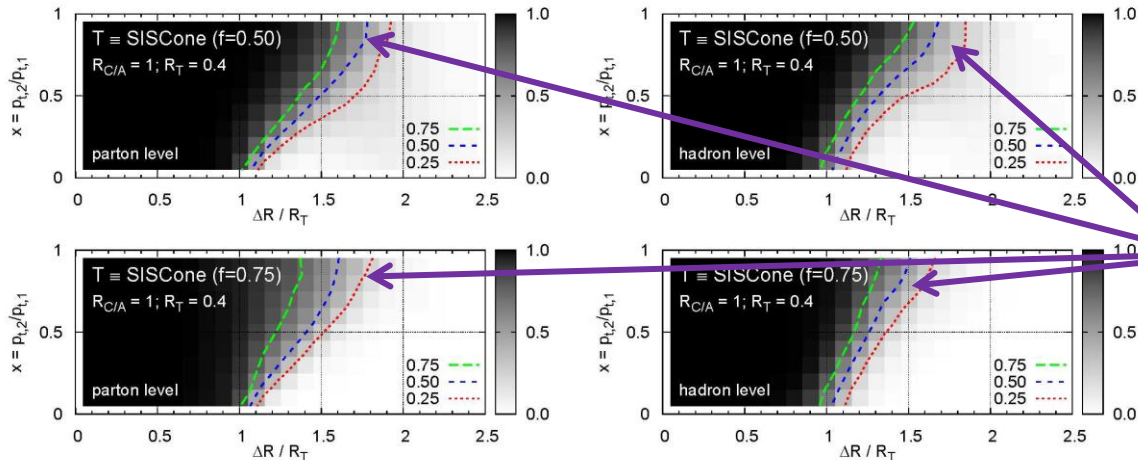 T ≡ SISCone (f=0.50)
R_C/A = 1; R_T = 0.4
parton level
0.75
0.50
0.25
x = p_t,2/p_t,1
1
0.5
0
0 0.5 1 1.5 2 2.5
ΔR / R_T
1.0
0.5
0.0
T ≡ SISCone (f=0.50)
R_C/A = 1; R_T = 0.4
hadron level
0.75
0.50
0.25
x = p_t,2/p_t,1
1
0.5
0
0 0.5 1 1.5 2 2.5
ΔR / R_T
1.0
0.5
0.0
T ≡ SISCone (f=0.75)
R_C/A = 1; R_T = 0.4
parton level
0.75
0.50
0.25
x = p_t,2/p_t,1
1
0.5
0
0 0.5 1 1.5 2 2.5
ΔR / R_T
1.0
0.5
0.0
T ≡ SISCone (f=0.75)
R_C/A = 1; R_T = 0.4
hadron level
0.75
0.50
0.25
x = p_t,2/p_t,1
1
0.5
0
0 0.5 1 1.5 2 2.5
ΔR / R_T
1.0
0.5
0.0